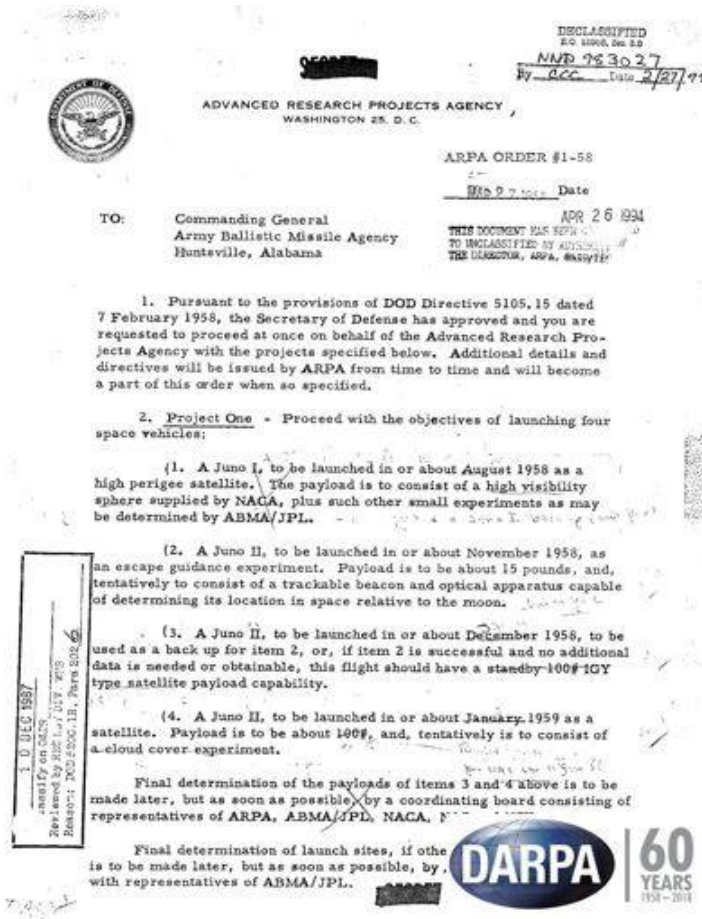 DECLASSIFIED
NND 983027
By CCC Date 2/27/9
ADVANCED RESEARCH PROJECTS AGENCY
WASHINGTON 25, D. C.
ARPA ORDER #1-58
Date
APR 26 1994
TO: Commanding General
Army Ballistic Missile Agency
Huntsville, Alabama
THIS DOCUMENT HAS BEEN
TO UNCLASSIFIED BY
THE DIRECTOR, ARPA,
1. Pursuant to the provisions of DOD Directive 5105.15 dated
7 February 1958, the Secretary of Defense has approved and you are
requested to proceed at once on behalf of the Advanced Research Pro-
jects Agency with the projects specified below. Additional details and
directives will be issued by ARPA from time to time and will become
a part of this order when so specified.
2. Project One - Proceed with the objectives of launching four
space vehicles:
(1. A Juno I, to be launched in or about August 1958 as a
high perigee satellite. The payload is to consist of a high visibility
sphere supplied by NACA, plus such other small experiments as may
be determined by ABMA/JPL.
(2. A Juno II, to be launched in or about November 1958, as
an escape guidance experiment. Payload is to be about 15 pounds, and,
tentatively to consist of a trackable beacon and optical apparatus capable
of determining its location in space relative to the moon.
(3. A Juno II, to be launched in or about December 1958, to be
used as a back up for item 2, or, if item 2 is successful and no additional
data is needed or obtainable, this flight should have a standby 100# IGY
type satellite payload capability.
(4. A Juno II, to be launched in or about January 1959 as a
satellite. Payload is to be about 100#, and, tentatively is to consist of
a cloud cover experiment.
Final determination of the payloads of items 3 and 4 above is to be
made later, but as soon as possible, by a coordinating board consisting of
representatives of ARPA, ABMA/JPL, NACA,
Final determination of launch sites, if othe
is to be made later, but as soon as possible, by
with representatives of ABMA/JPL.
10 DEC 1987
DARPA
60
YEARS
1958-2018